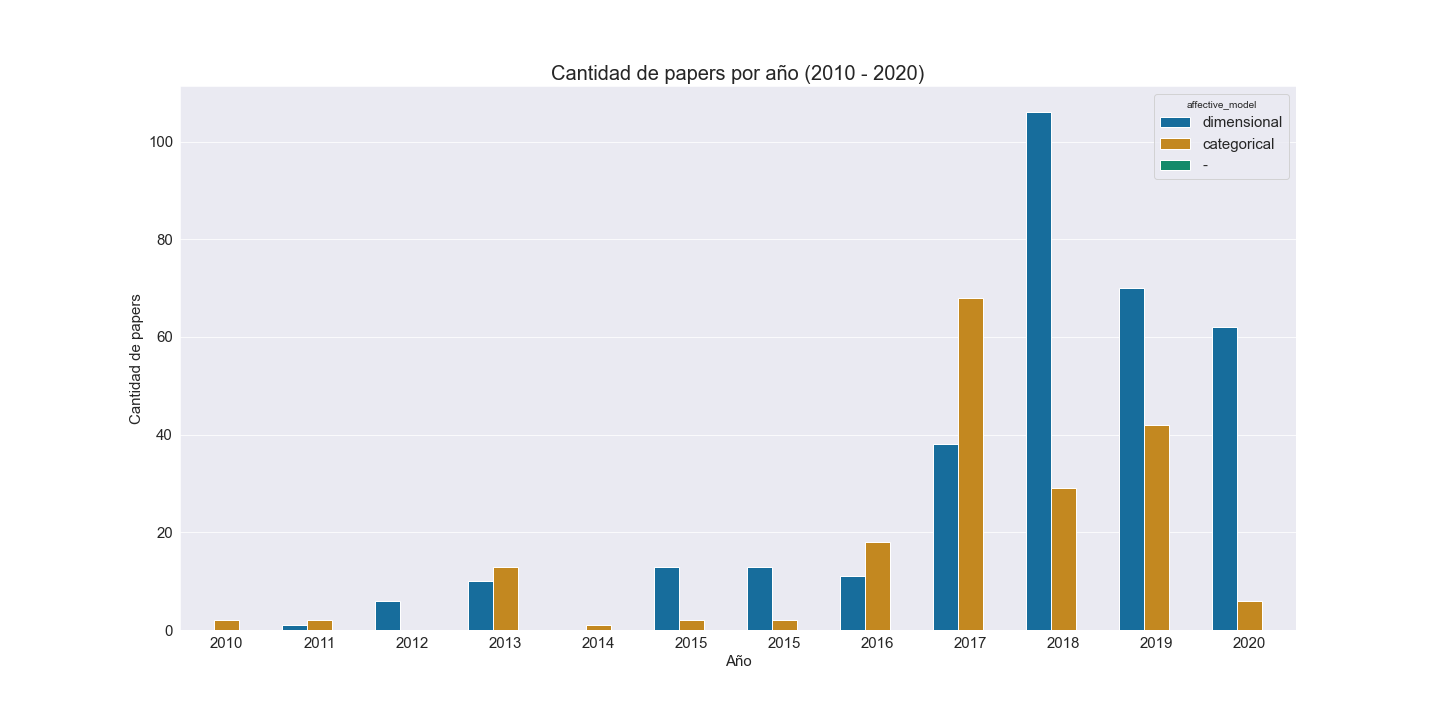 Cantidad de papers por año (2010 - 2020)
affective_model
dimensional
categorical
-
Cantidad de papers
100
80
60
40
20
0
2010 2011 2012 2013 2014 2015 2015 2016 2017 2018 2019 2020
Año